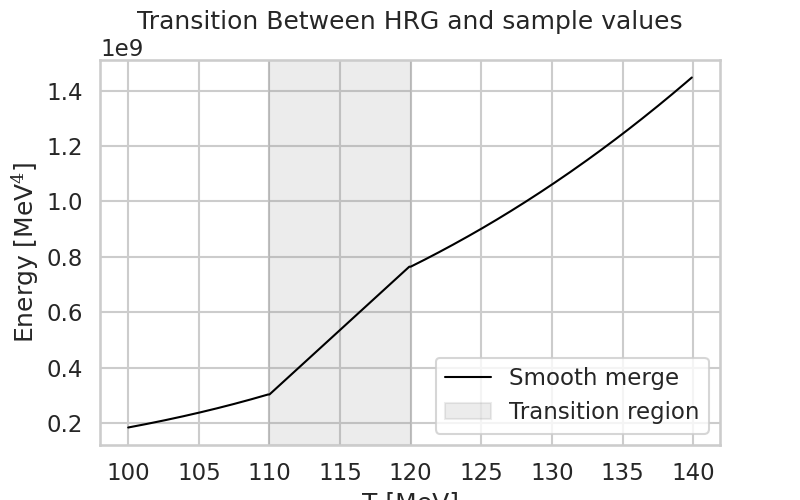 Transition Between HRG and sample values
1e9
1.4
1.2
1.0
0.8
0.6
0.4
0.2
Energy [MeV⁴]
Smooth merge
Transition region
100 105 110 115 120 125 130 135 140
T [MeV]